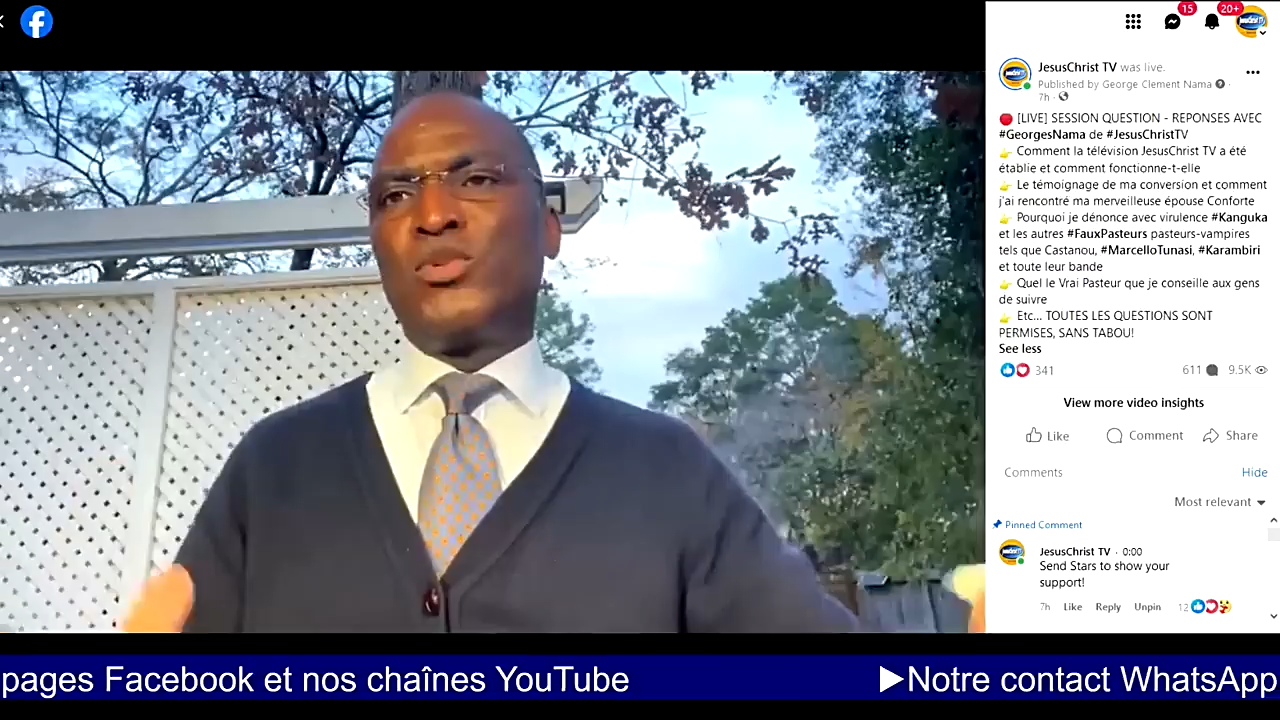 15
20+
JesusChrist TV was live.
Published by George Clement Nama
7h
[LIVE] SESSION QUESTION - REPONSES AVEC
#GeorgesNama de #JesusChristTV
👉 Comment la télévision JesusChrist TV a été
établie et comment fonctionne-t-elle
👉 Le témoignage de ma conversion et comment
j'ai rencontré ma merveilleuse épouse Conforte
👉 Pourquoi je dénonce avec virulence #Kanguka
et les autres #FauxPasteurs pasteurs-vampires
tels que Castanou, #MarcelloTunasi, #Karambiri
et toute leur bande
👉 Quel le Vrai Pasteur que je conseille aux gens
de suivre
👉 Etc... TOUTES LES QUESTIONS SONT
PERMISES, SANS TABOU!
See less
341 611 9.5K
View more video insights
Like Comment Share
Comments Hide
Most relevant
Pinned Comment
JesusChrist TV · 0:00
Send Stars to show your
support!
7h Like Reply Unpin 12
pages Facebook et nos chaînes YouTube ▶Notre contact WhatsApp